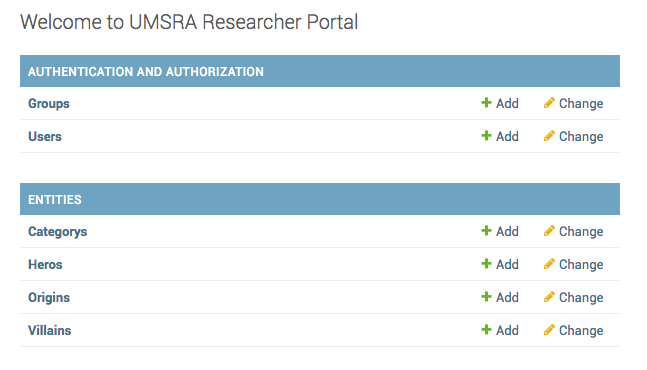 Welcome to UMSRA Researcher Portal
AUTHENTICATION AND AUTHORIZATION
Groups Add Change
Users Add Change
ENTITIES
Categorys Add Change
Heros Add Change
Origins Add Change
Villains Add Change